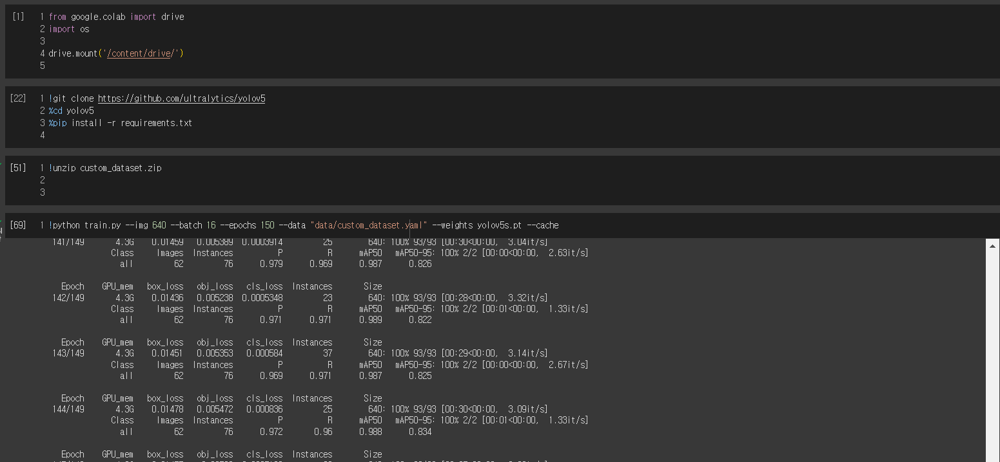 [1] 1 from google.colab import drive
2 import os
3
4 drive.mount('/content/drive/')
5
[22] 1 !git clone https://github.com/ultralytics/yolov5
2 %cd yolov5
3 %pip install -r requirements.txt
4
[51] 1 !unzip custom_dataset.zip
2
3
[69] 1 !python train.py --img 640 --batch 16 --epochs 150 --data "data/custom_dataset.yaml" --weights yolov5s.pt --cache
141/149 4.3G 0.01459 0.005389 0.0003914 25 640: 100% 93/93 [00:30<00:00, 3.04it/s]
Class Images Instances P R mAP50 mAP50-95: 100% 2/2 [00:00<00:00, 2.63it/s]
all 62 76 0.979 0.969 0.987 0.826
Epoch GPU_mem box_loss obj_loss cls_loss Instances Size
142/149 4.3G 0.01436 0.005238 0.0005348 23 640: 100% 93/93 [00:28<00:00, 3.32it/s]
Class Images Instances P R mAP50 mAP50-95: 100% 2/2 [00:01<00:00, 1.33it/s]
all 62 76 0.971 0.971 0.989 0.822
Epoch GPU_mem box_loss obj_loss cls_loss Instances Size
143/149 4.3G 0.01451 0.005353 0.000584 37 640: 100% 93/93 [00:29<00:00, 3.14it/s]
Class Images Instances P R mAP50 mAP50-95: 100% 2/2 [00:00<00:00, 2.67it/s]
all 62 76 0.969 0.971 0.987 0.825
Epoch GPU_mem box_loss obj_loss cls_loss Instances Size
144/149 4.3G 0.01478 0.005472 0.000836 25 640: 100% 93/93 [00:30<00:00, 3.09it/s]
Class Images Instances P R mAP50 mAP50-95: 100% 2/2 [00:01<00:00, 1.33it/s]
all 62 76 0.972 0.96 0.988 0.834
Epoch GPU_mem box_loss obj_loss cls_loss Instances Size